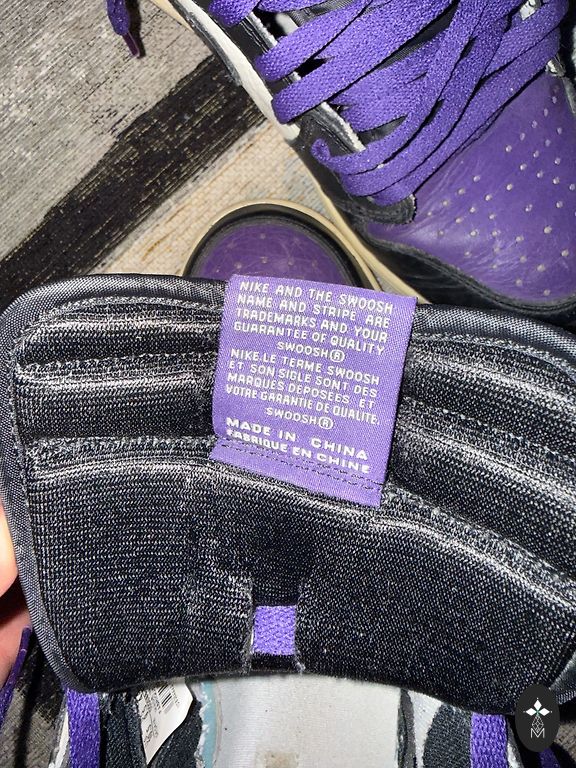 NIKE AND THE SWOOSH
NAME AND STRIPE ARE
TRADEMARKS AND YOUR
GUARANTEE OF QUALITY
SWOOSH®
NIKE.LE TERME SWOOSH
ET SON SIGLE SONT DES
MARQUES DEPOSÉES ET
VOTRE GARANTIE DE QUALITE.
SWOOSH®
MADE IN CHINA
FABRIQUE EN CHINE